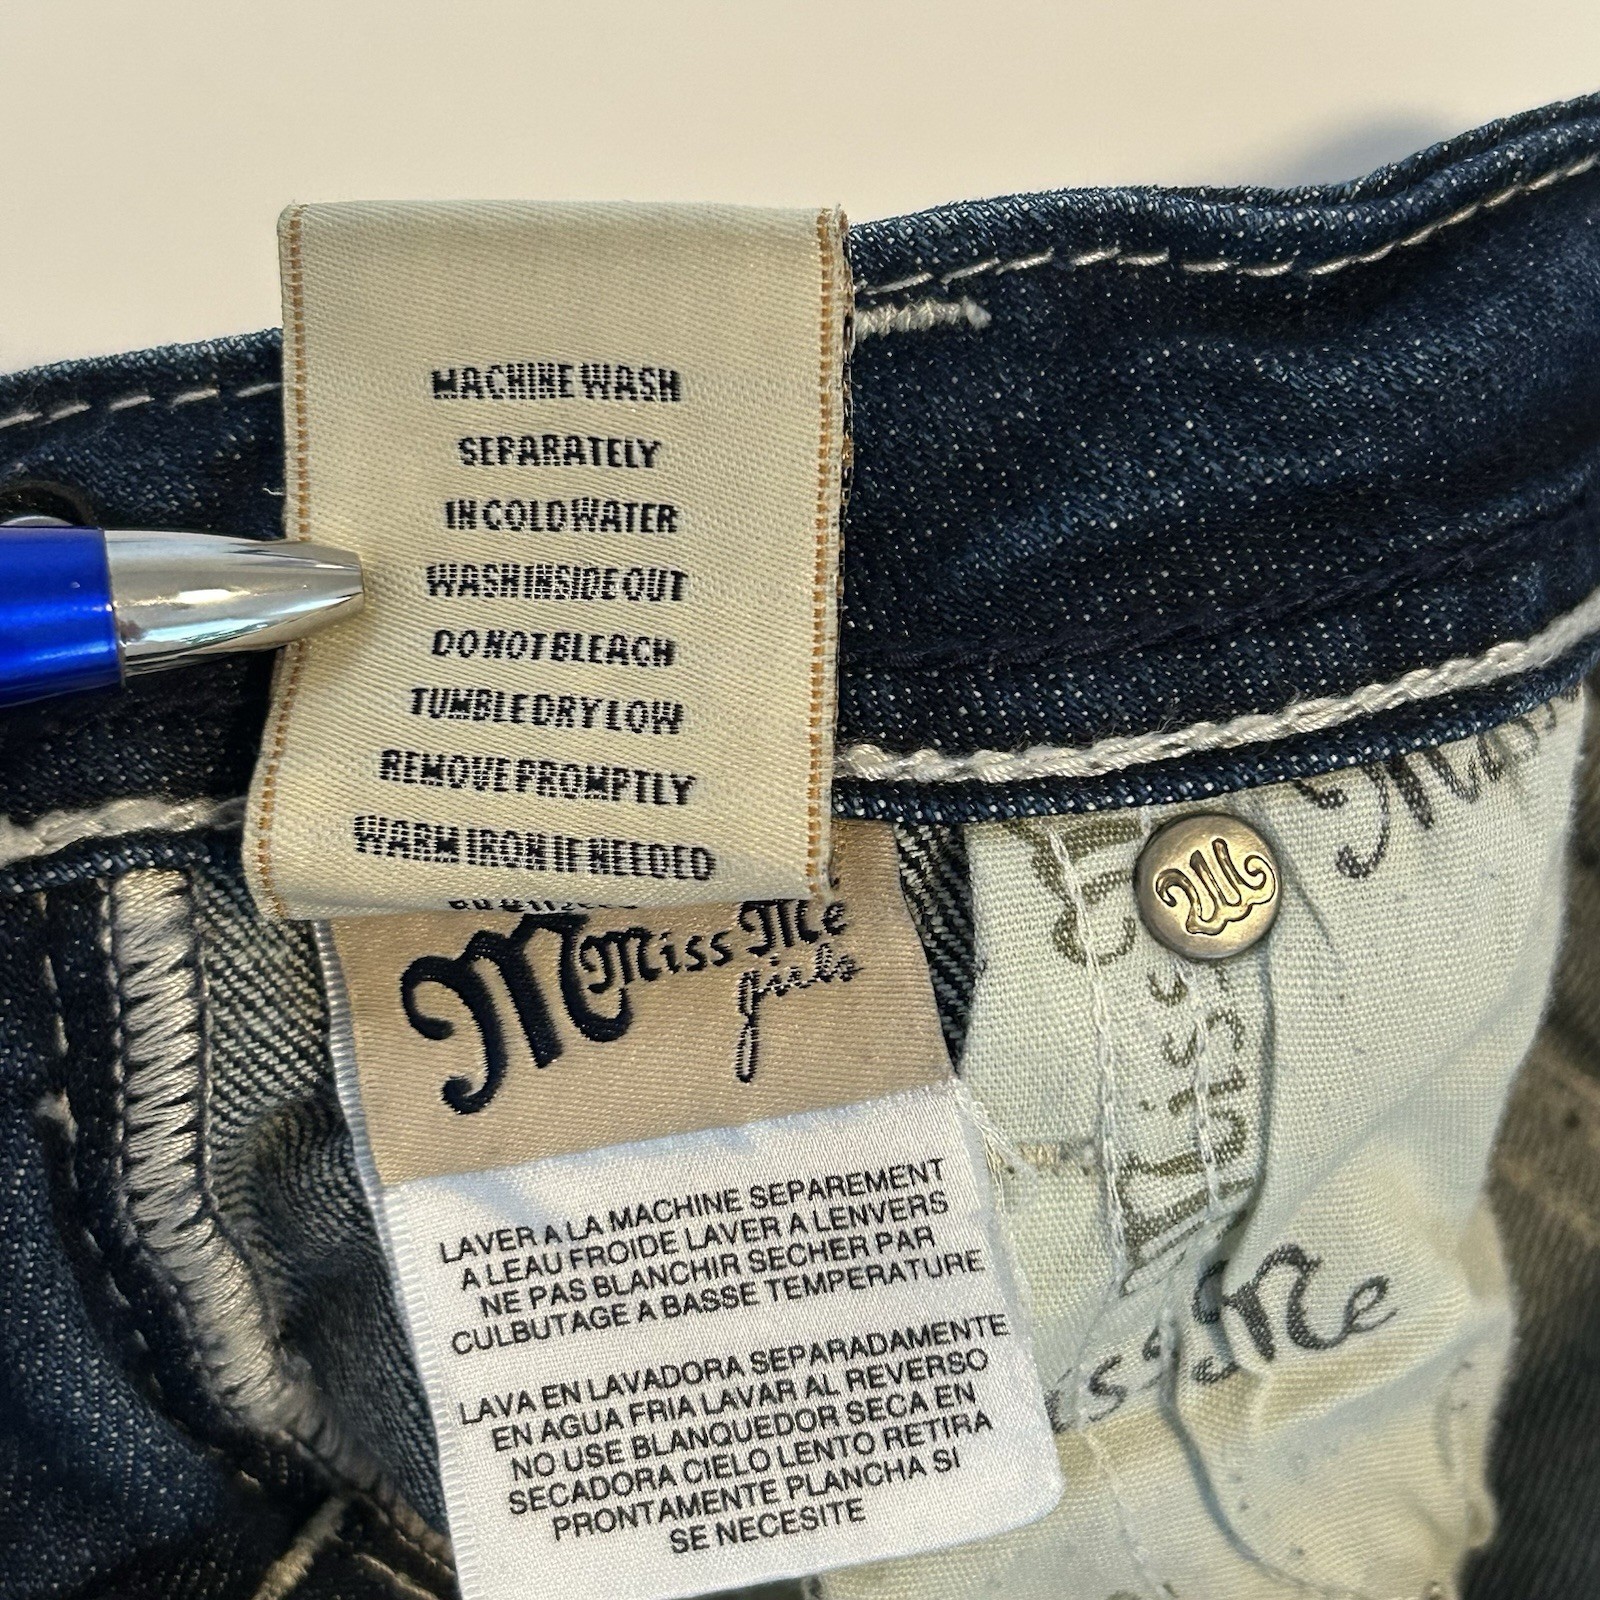 MACHINE WASH
SEPARATELY
IN COLD WATER
WASH INSIDE OUT
DO NOT BLEACH
TUMBLE DRY LOW
REMOVE PROMPTLY
WARM IRON IF NEEDED
Miss Me
girls
LAVER A LA MACHINE SEPAREMENT
A LEAU FROIDE LAVER A LENVERS
NE PAS BLANCHIR SECHER PAR
CULBUTAGE A BASSE TEMPERATURE
LAVA EN LAVADORA SEPARADAMENTE
EN AGUA FRIA LAVAR AL REVERSO
NO USE BLANQUEDOR SECA EN
SECADORA CIELO LENTO RETIRA
PRONTAMENTE PLANCHA SI
SE NECESITE
Me